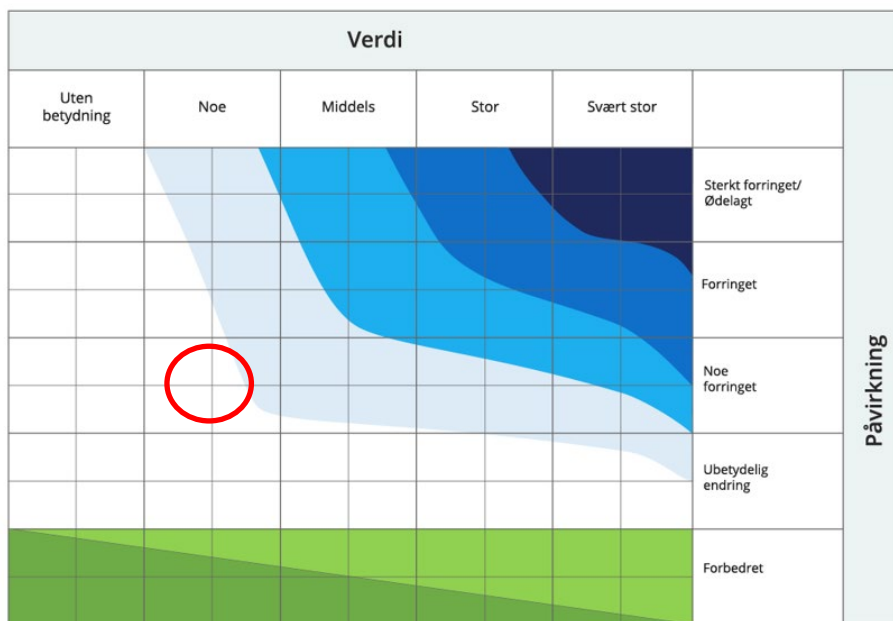 Verdi
Uten
betydning
Noe
Middels
Stor
Svært stor
Sterkt forringet/
Ødelagt
Forringet
Noe
forringet
Ubetydelig
endring
Forbedret
Påvirkning